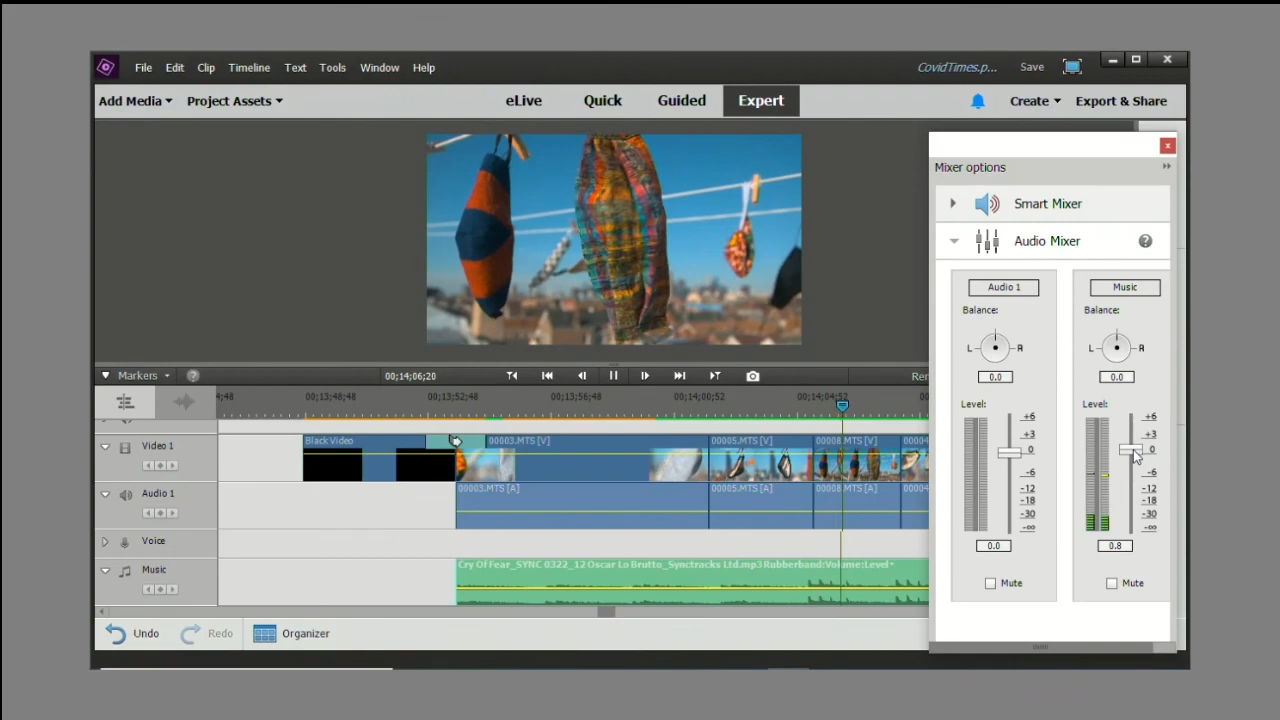 File Edit Clip Timeline Text Tools Window Help CovidTimes.p... Save
Add Media Project Assets eLive Quick Guided Expert Create Export & Share
Mixer options
Smart Mixer
Audio Mixer
Audio 1 Music
Balance: Balance:
L R L R
0.0 0.0
Markers 00;14;06;20 Ren
4;48 00;13;48;48 00;13;52;48 00;13;56;48 00;14;00;52 00;14;04;52 00
Level: Level:
+6 +6
+3 +3
0 0
-6 -6
-12 -12
-18 -18
-30 -30
-∞ -∞
0.0 0.8
Mute Mute
Video 1 Black Video 00003.MTS [V] 00005.MTS [V] 00008.MTS [V] 00004
Audio 1 00003.MTS [A] 00005.MTS [A] 00008.MTS [A] 00004
Voice
Music Cry Of Fear_SYNC 0322_12 Oscar Lo Brutto_Synctracks Ltd.mp3 Rubberband:Volume:Level
Undo Redo Organizer